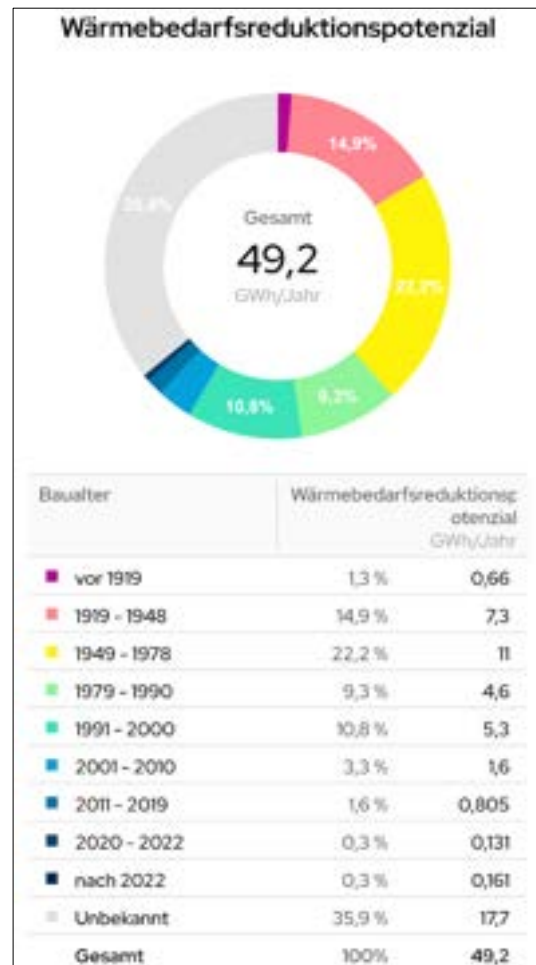 Wärmebedarfsreduktionspotenzial
14,9%
35,9%
Gesamt
49,2
GWh/Jahr
22,2%
10,8%
9,3%
Baualter Wärmebedarfsreduktionsp
otenzial
GWh/Jahr
vor 1919 1,3 % 0,66
1919 - 1948 14,9 % 7,3
1949 - 1978 22,2 % 11
1979 - 1990 9,3 % 4,6
1991 - 2000 10,8 % 5,3
2001 - 2010 3,3 % 1,6
2011 - 2019 1,6 % 0,805
2020 - 2022 0,3 % 0,131
nach 2022 0,3 % 0,161
Unbekannt 35,9 % 17,7
Gesamt 100% 49,2